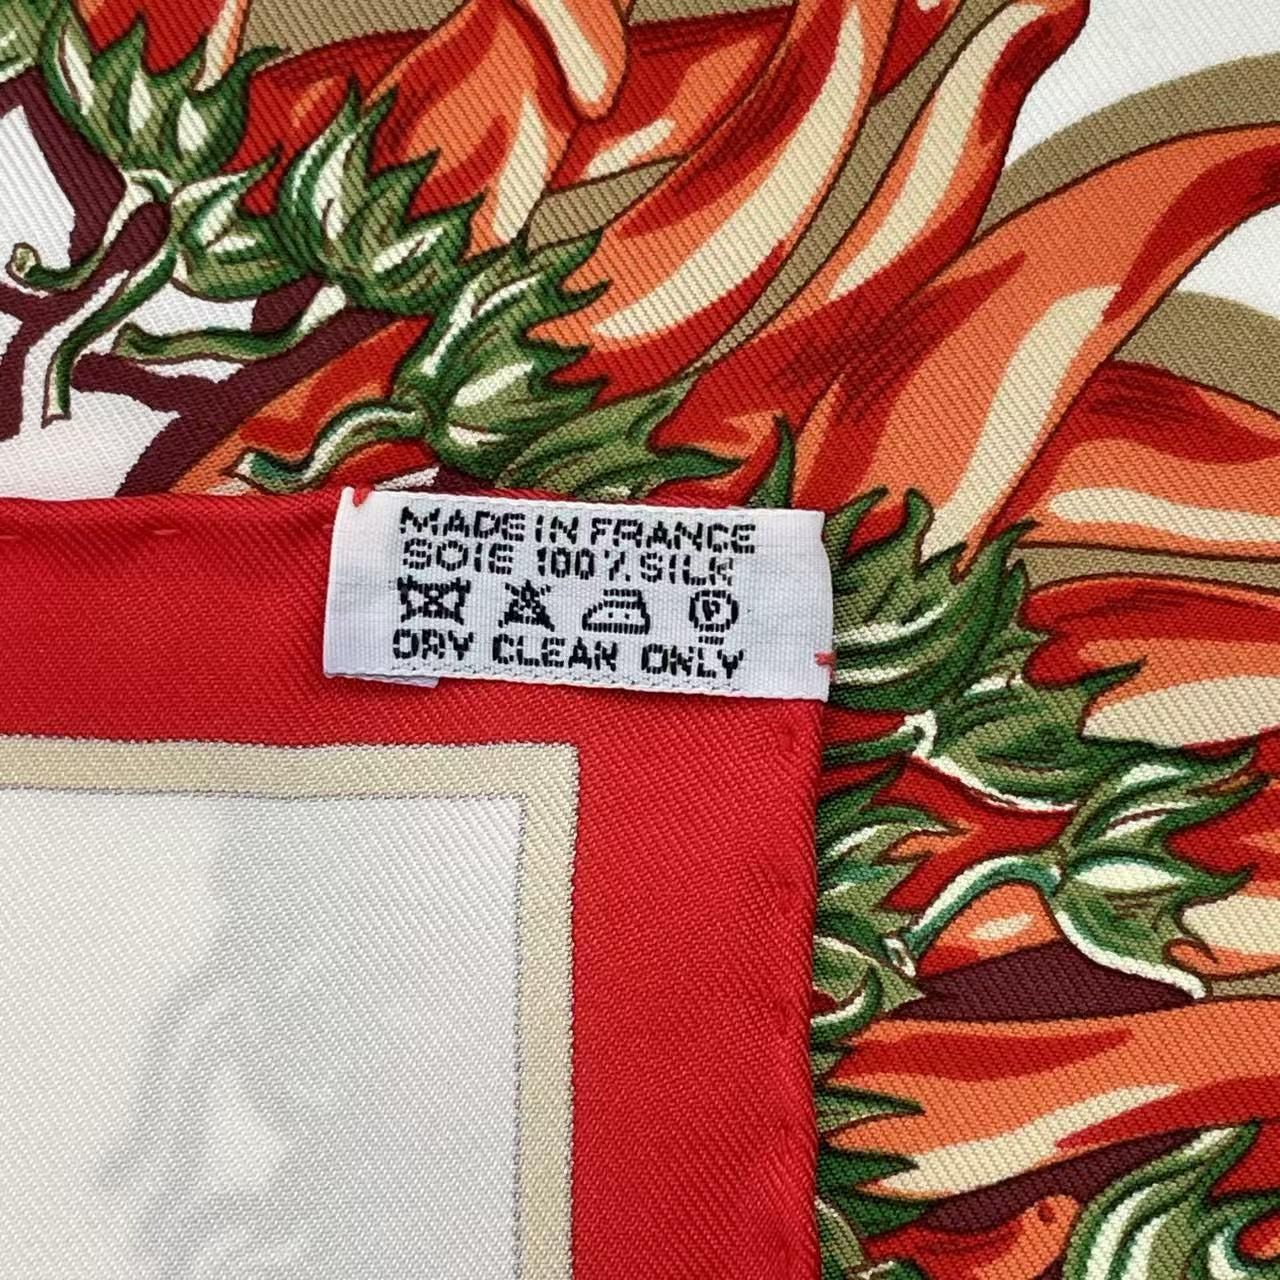 MADE IN FRANCE
SOIE 100% SILK
P
DRY CLEAN ONLY